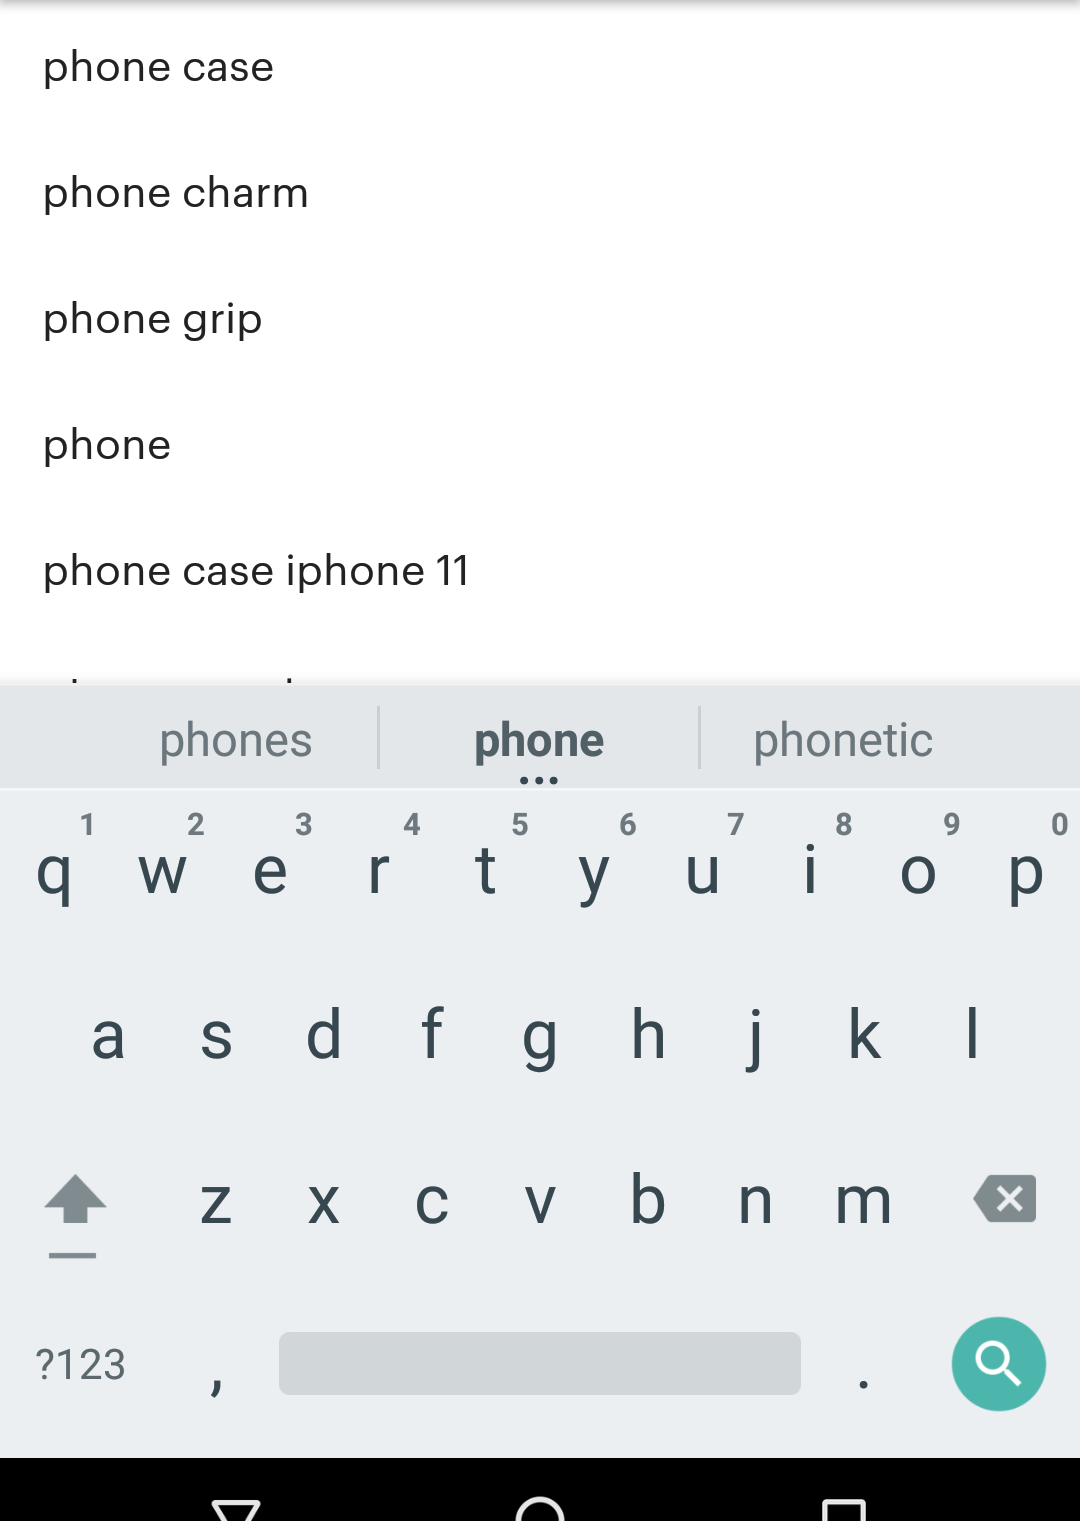 phone case
phone charm
phone grip
phone
phone case iphone 11
phones phone phonetic
1 2 3 4 5 6 7 8 9 0
q w e r t y u i o p
a s d f g h j k l
z x c v b n m
?123 , .